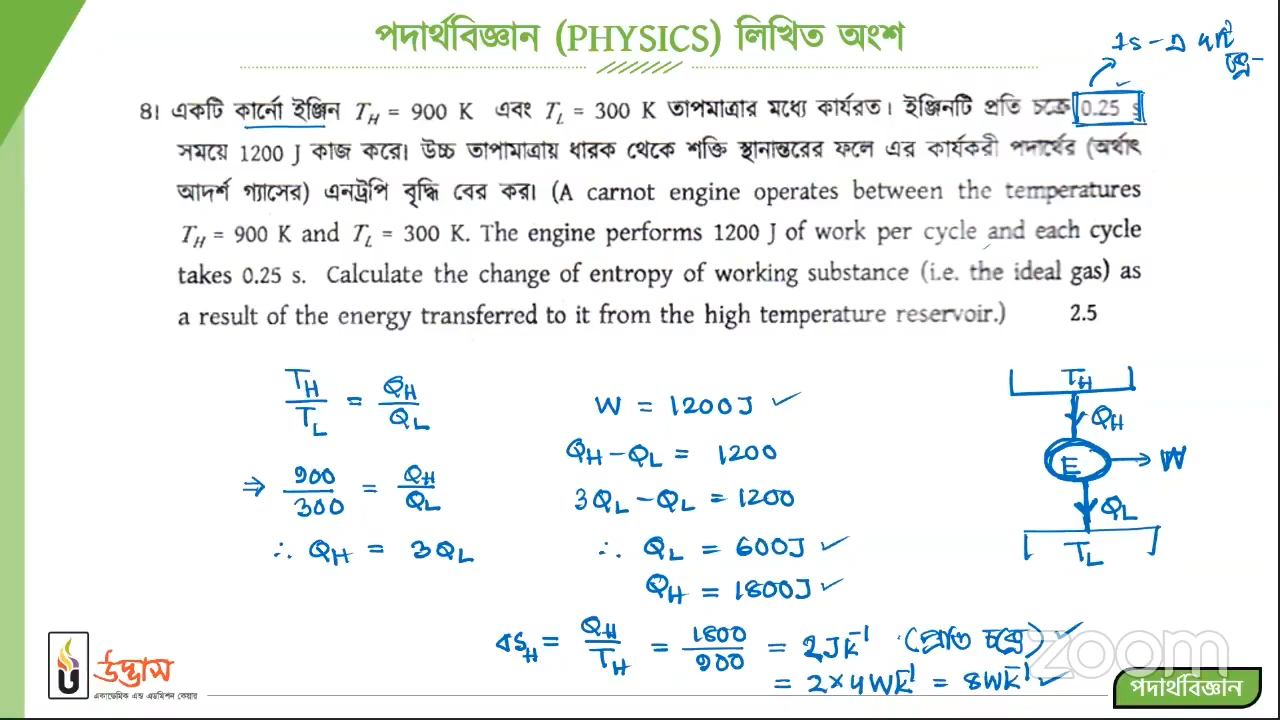 পদার্থবিজ্ঞান (PHYSICS) লিখিত অংশ
1s - এ 4টি
8। একটি কার্নো ইঞ্জিন T_H = 900 K এবং T_L = 300 K তাপমাত্রার মধ্যে কার্যরত। ইঞ্জিনটি প্রতি চক্রে 0.25 s
সময়ে 1200 J কাজ করে। উচ্চ তাপামাত্রায় ধারক থেকে শক্তি স্থানান্তরের ফলে এর কার্যকরী পদার্থের (অর্থাৎ
আদর্শ গ্যাসের) এনট্রপি বৃদ্ধি বের কর। (A carnot engine operates between the temperatures
T_H = 900 K and T_L = 300 K. The engine performs 1200 J of work per cycle and each cycle
takes 0.25 s. Calculate the change of entropy of working substance (i.e. the ideal gas) as
a result of the energy transferred to it from the high temperature reservoir.) 2.5
T_H/T_L = Q_H/Q_L
⇒ 900/300 = Q_H/Q_L
∴ Q_H = 3Q_L
W = 1200J ✓
Q_H - Q_L = 1200
3Q_L - Q_L = 1200
∴ Q_L = 600J ✓
Q_H = 1800J ✓
ΔS_H = Q_H/T_H = 1800/900 = 2JK⁻¹ (প্রতি চক্রে) ✓
= 2×4WK⁻¹ = 8WK⁻¹ ✓
T_H
Q_H
E → W
Q_L
T_L
উদ্ভাস
একাডেমিক এন্ড এডমিশন কেয়ার
zoom
পদার্থবিজ্ঞান